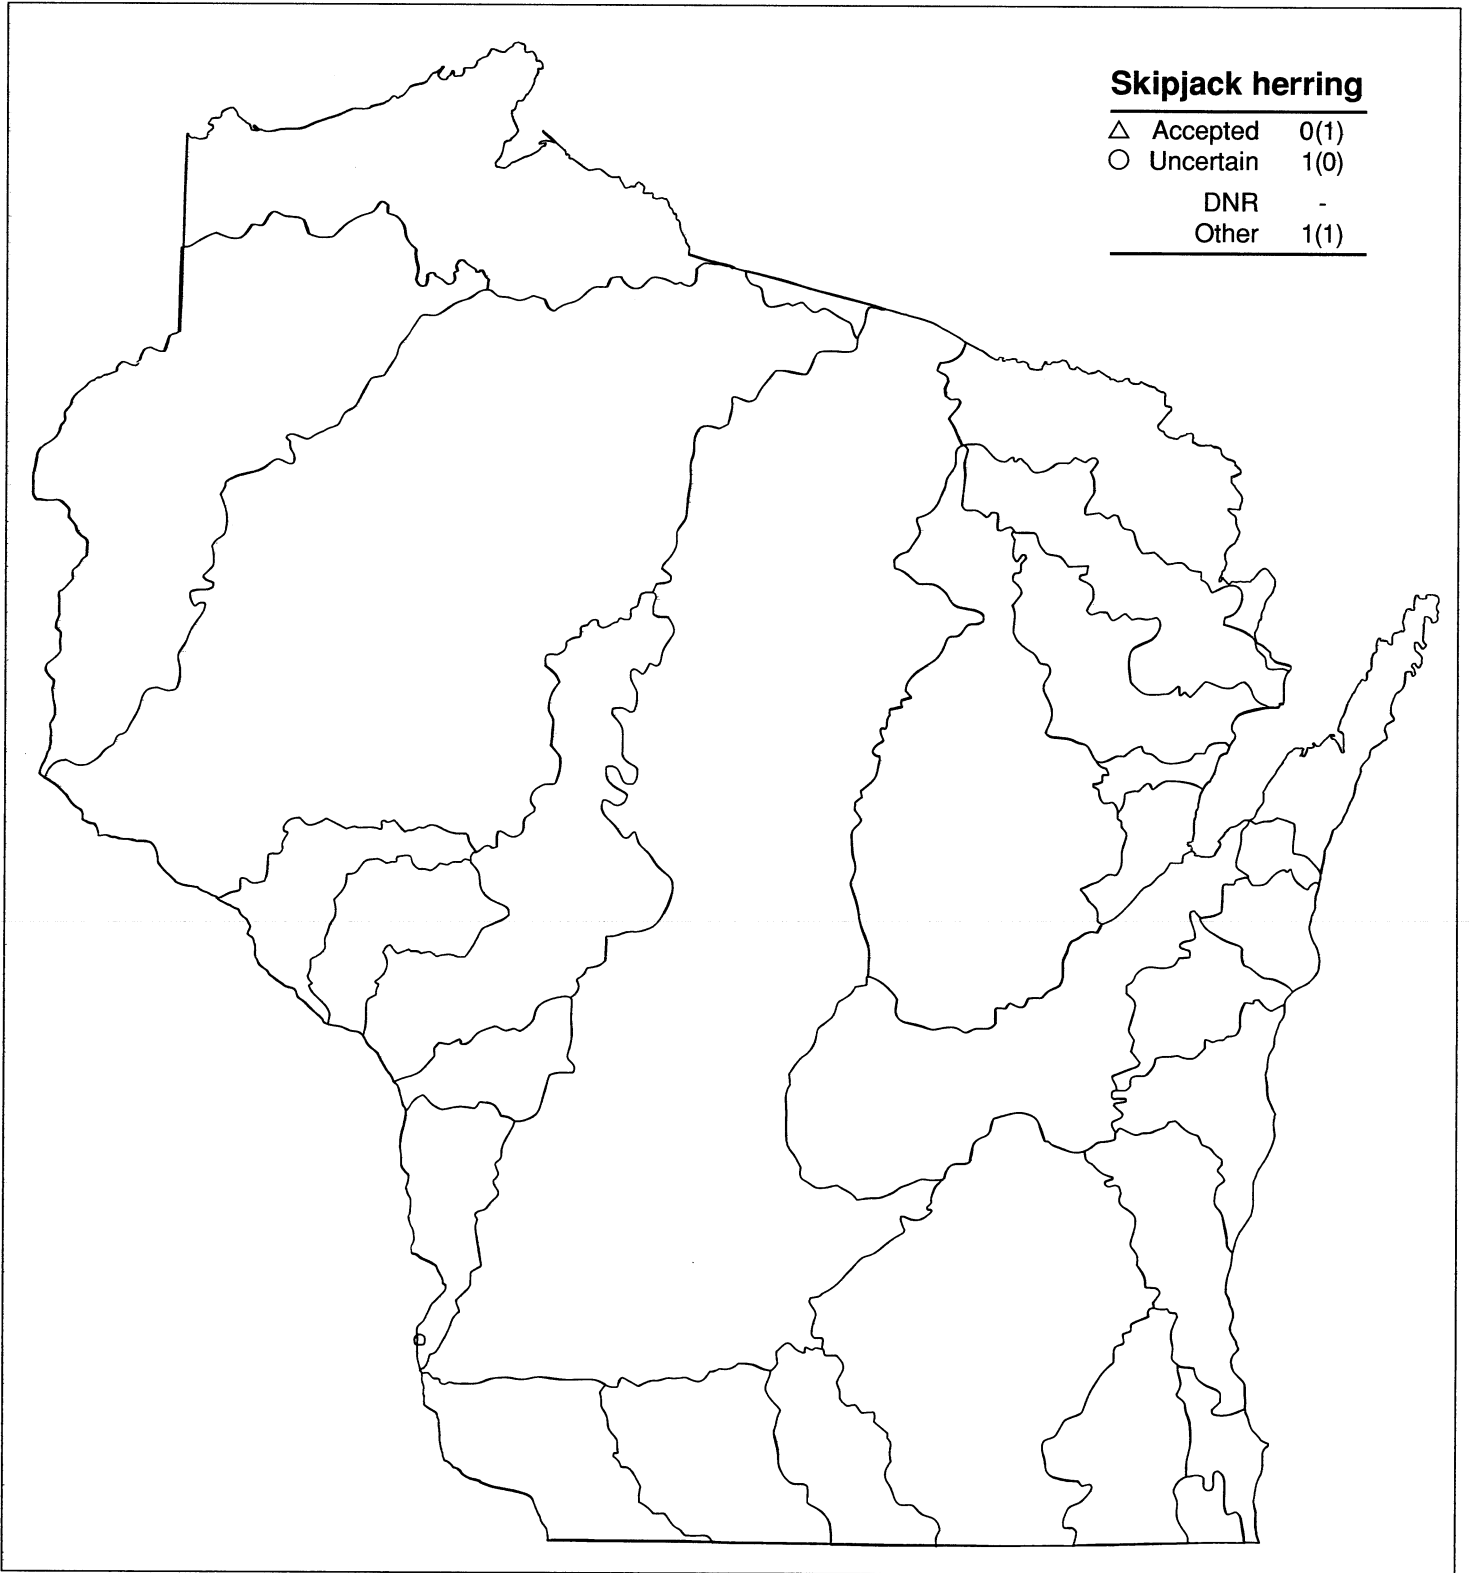 Skipjack herring
△ Accepted 0(1)
○ Uncertain 1(0)
DNR -
Other 1(1)